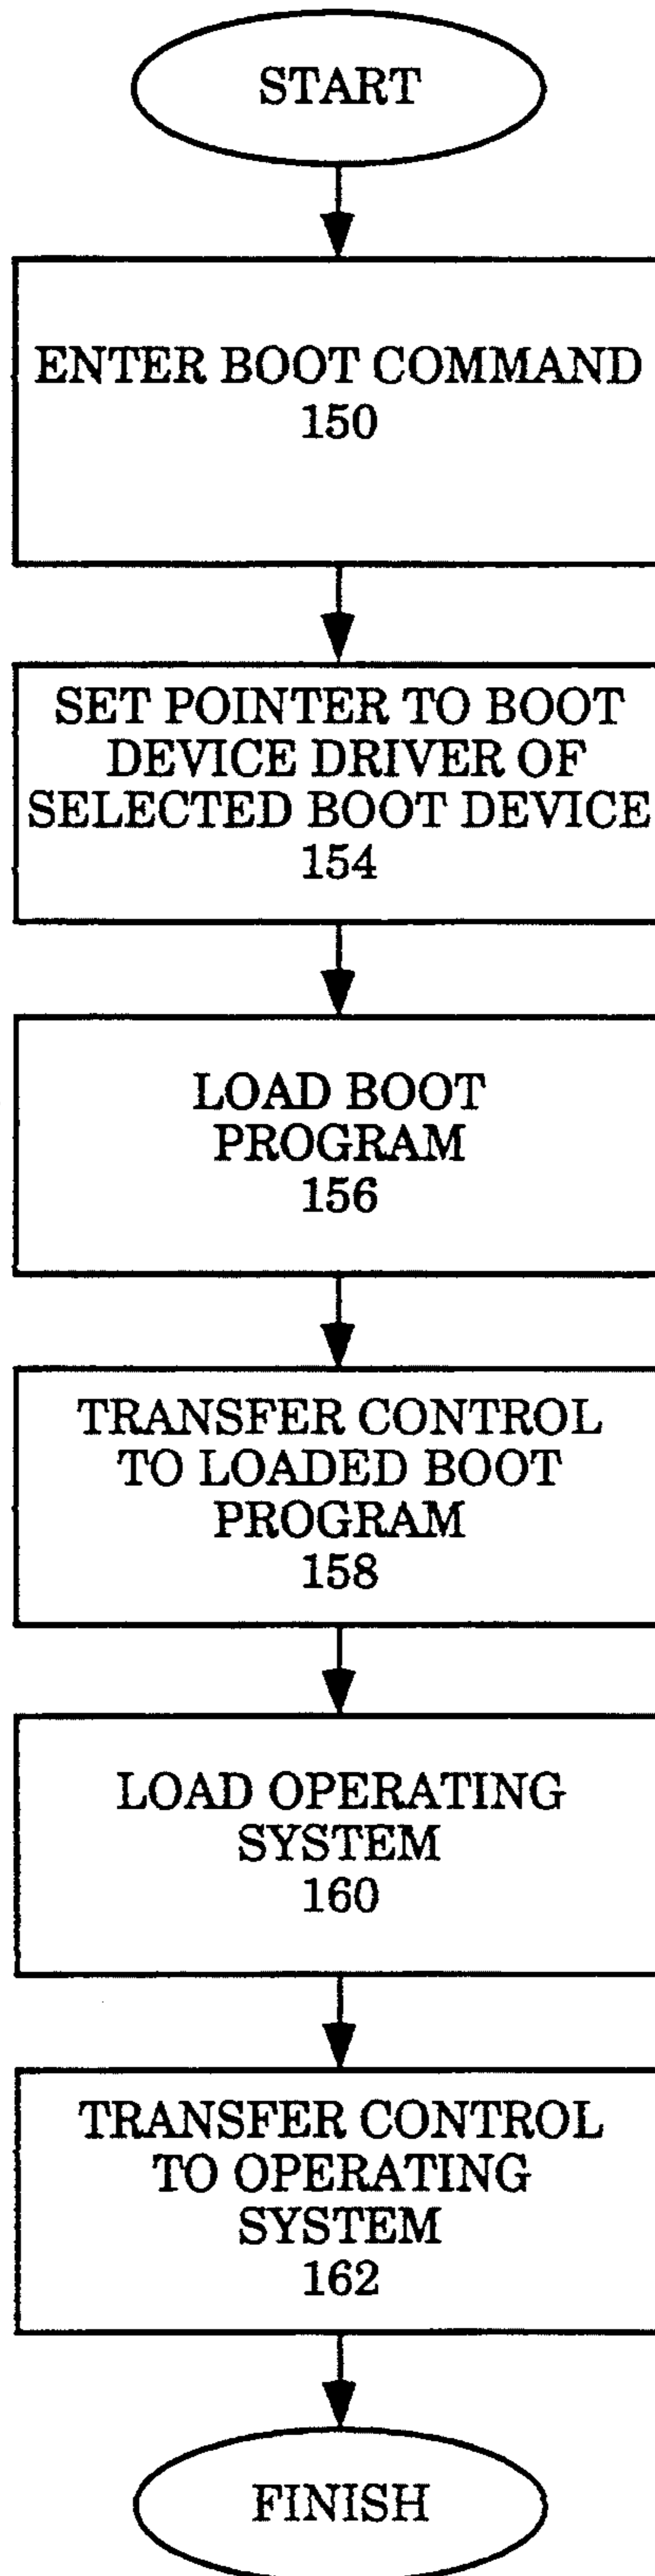 START
ENTER BOOT COMMAND
150
SET POINTER TO BOOT
DEVICE DRIVER OF
SELECTED BOOT DEVICE
154
LOAD BOOT
PROGRAM
156
TRANSFER CONTROL
TO LOADED BOOT
PROGRAM
158
LOAD OPERATING
SYSTEM
160
TRANSFER CONTROL
TO OPERATING
SYSTEM
162
FINISH